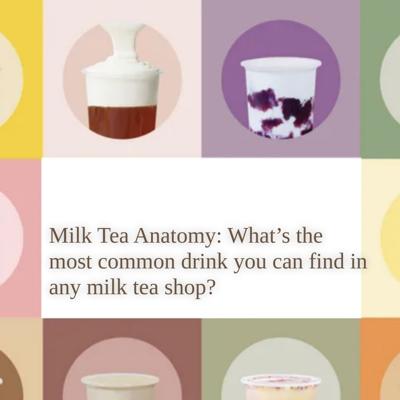 Milk Tea Anatomy: What’s the
most common drink you can find in
any milk tea shop?